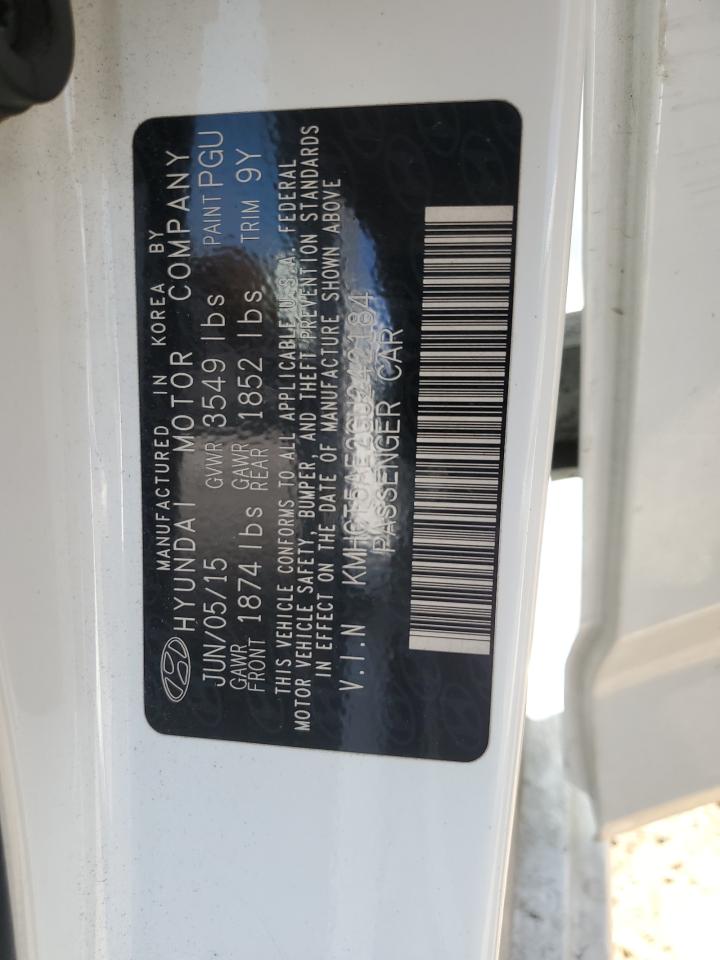 MANUFACTURED IN KOREA BY
HYUNDAI MOTOR COMPANY
JUN/05/15 GVWR 3549 lbs PAINT PGU
GAWR FRONT 1874 lbs GAWR REAR 1852 lbs TRIM 9Y
THIS VEHICLE CONFORMS TO ALL APPLICABLE U.S.A. FEDERAL
MOTOR VEHICLE SAFETY, BUMPER, AND THEFT PREVENTION STANDARDS
IN EFFECT ON THE DATE OF MANUFACTURE SHOWN ABOVE
V.I.N KMHCT5AE2GU242184
PASSENGER CAR